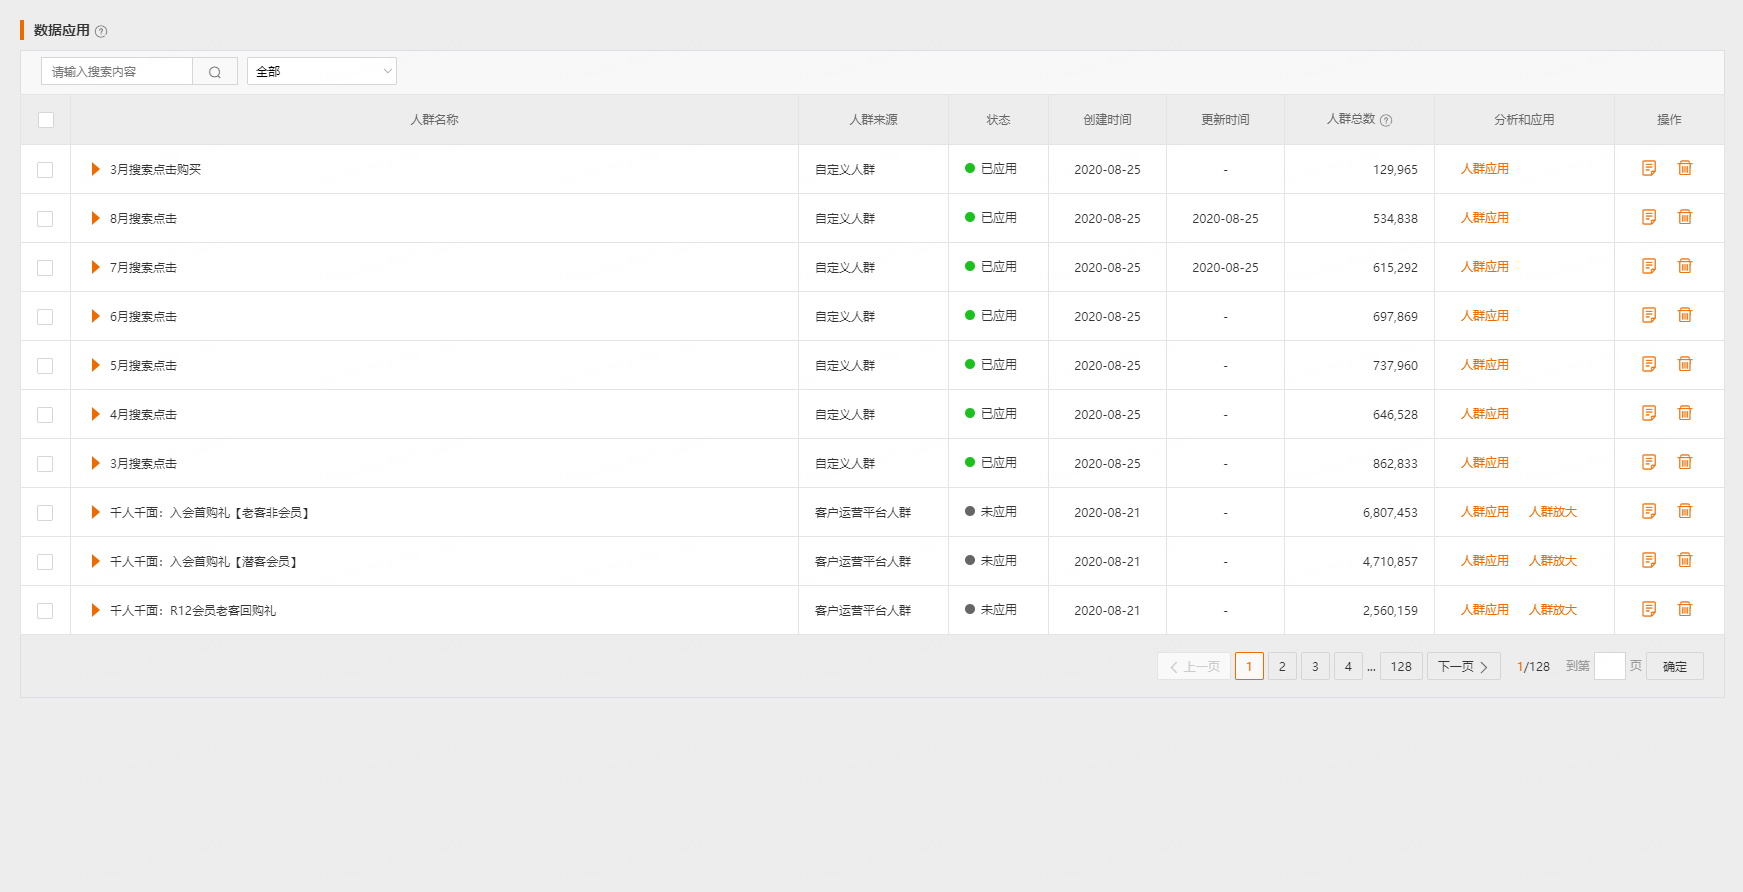 数据应用
请输入搜索内容 全部
人群名称 人群来源 状态 创建时间 更新时间 人群总数 分析和应用 操作
3月搜索点击购买 自定义人群 已应用 2020-08-25 - 129,965 人群应用
8月搜索点击 自定义人群 已应用 2020-08-25 2020-08-25 534,838 人群应用
7月搜索点击 自定义人群 已应用 2020-08-25 2020-08-25 615,292 人群应用
6月搜索点击 自定义人群 已应用 2020-08-25 - 697,869 人群应用
5月搜索点击 自定义人群 已应用 2020-08-25 - 737,960 人群应用
4月搜索点击 自定义人群 已应用 2020-08-25 - 646,528 人群应用
3月搜索点击 自定义人群 已应用 2020-08-25 - 862,833 人群应用
千人千面：入会首购礼【老客非会员】 客户运营平台人群 未应用 2020-08-21 - 6,807,453 人群应用 人群放大
千人千面：入会首购礼【潜客会员】 客户运营平台人群 未应用 2020-08-21 - 4,710,857 人群应用 人群放大
千人千面：R12会员老客回购礼 客户运营平台人群 未应用 2020-08-21 - 2,560,159 人群应用 人群放大
上一页 1 2 3 4 ... 128 下一页 1/128 到第 页 确定